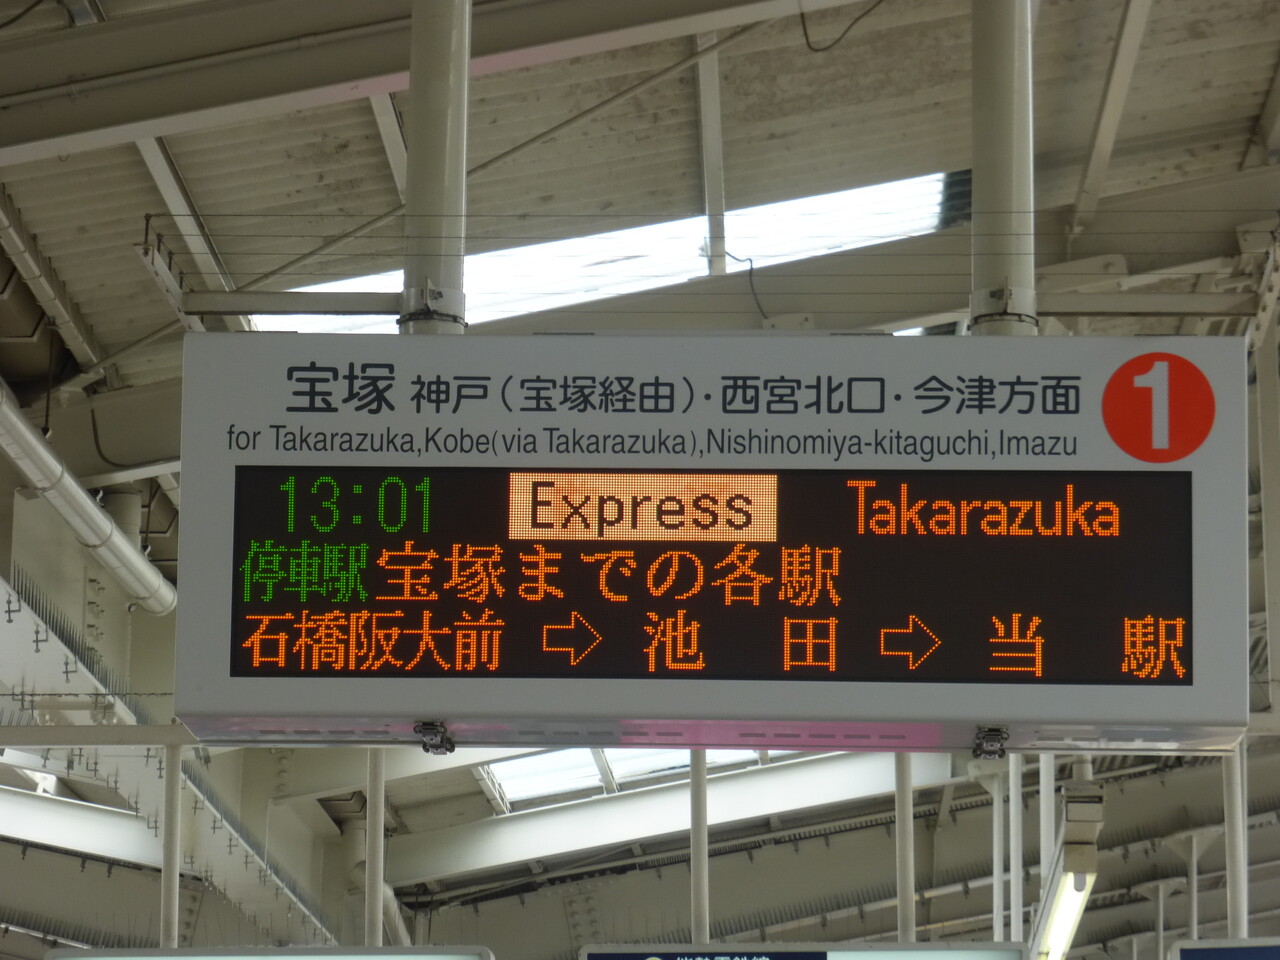 宝塚 神戸(宝塚経由)・西宮北口・今津方面 1
for Takarazuka,Kobe(via Takarazuka),Nishinomiya-kitaguchi,Imazu
13:01 Express Takarazuka
停車駅 宝塚までの各駅
石橋阪大前 ⇨ 池田 ⇨ 当駅